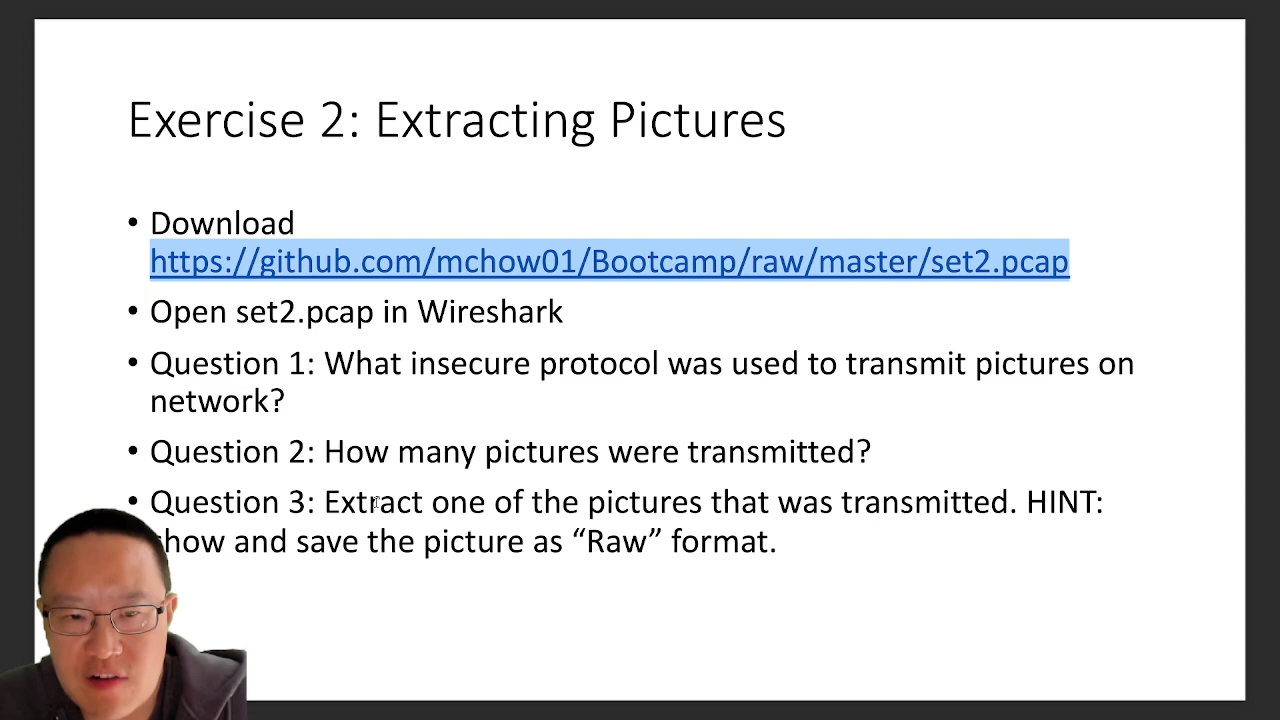 Exercise 2: Extracting Pictures
• Download
https://github.com/mchow01/Bootcamp/raw/master/set2.pcap
• Open set2.pcap in Wireshark
• Question 1: What insecure protocol was used to transmit pictures on
network?
• Question 2: How many pictures were transmitted?
• Question 3: Extract one of the pictures that was transmitted. HINT:
show and save the picture as “Raw” format.